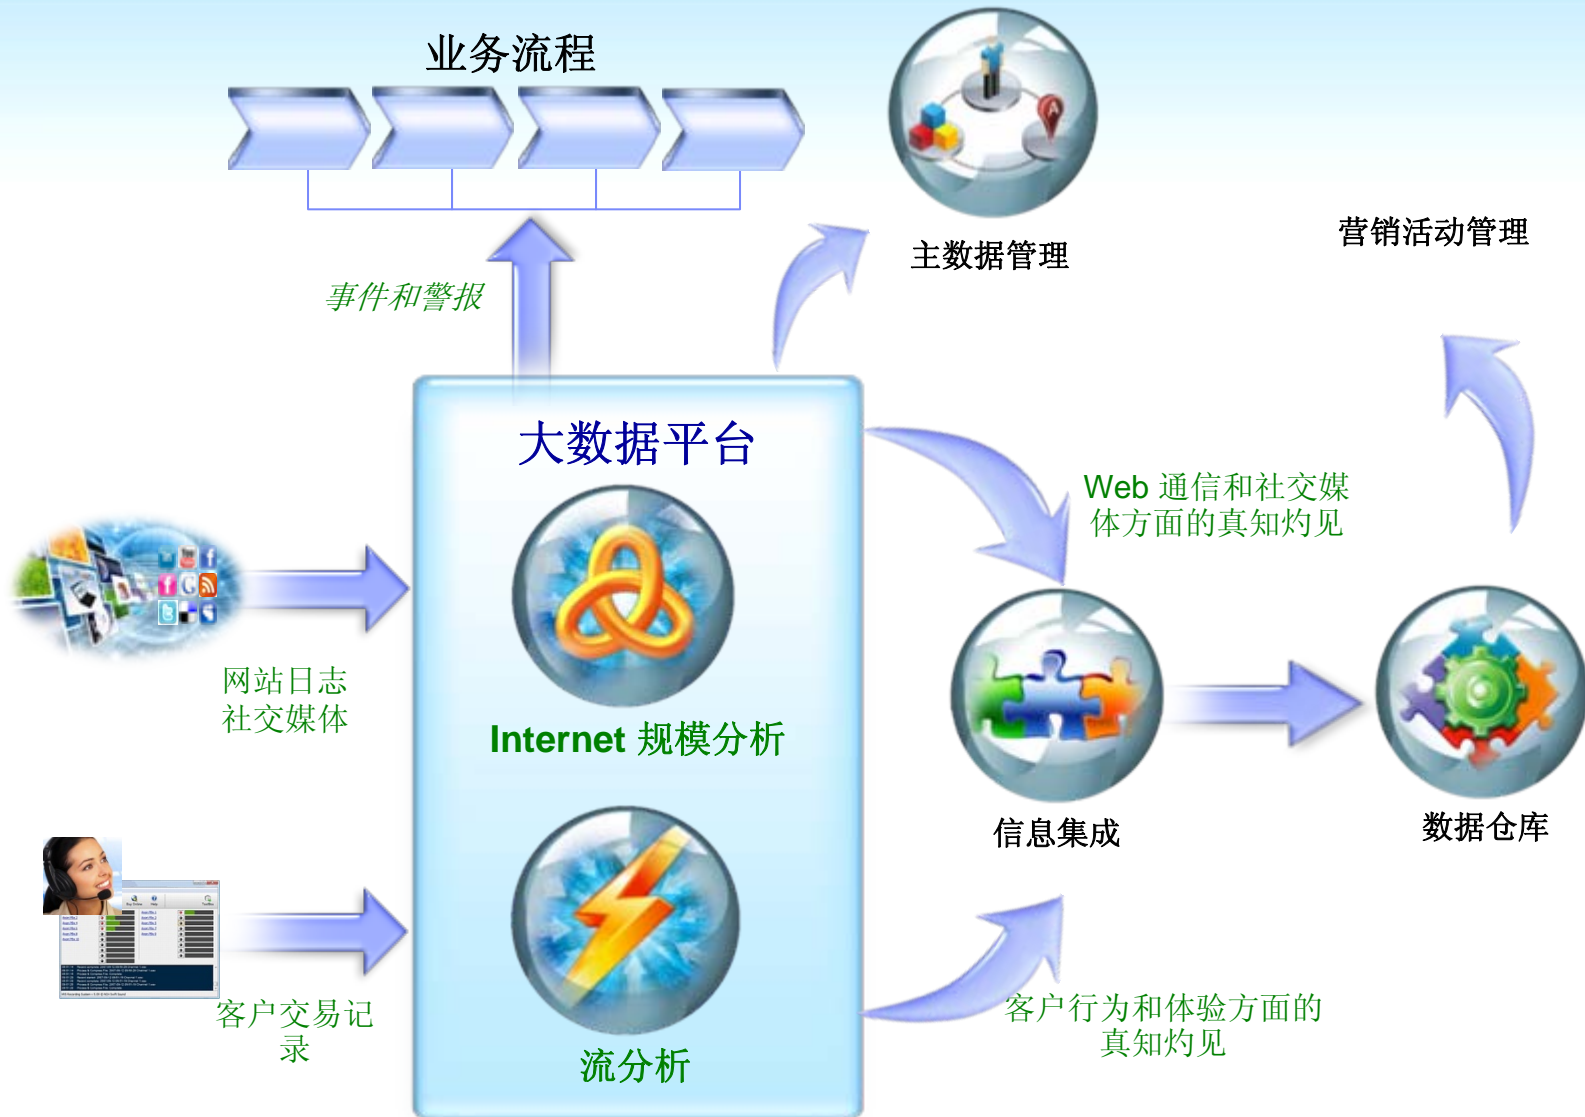 业务流程
主数据管理
营销活动管理
事件和警报
大数据平台
Web 通信和社交媒
体方面的真知灼见
网站日志
社交媒体
Internet 规模分析
信息集成
数据仓库
客户交易记
录
流分析
客户行为和体验方面的
真知灼见